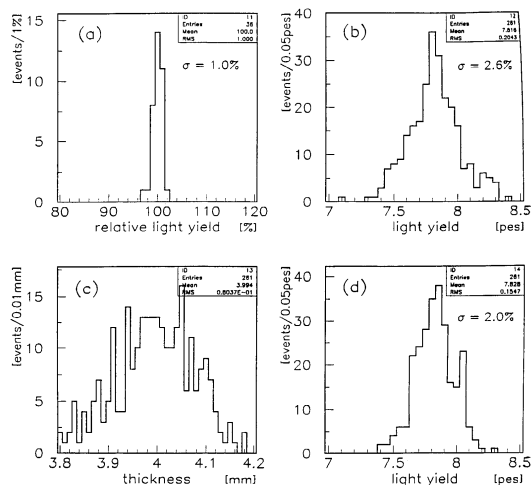 [events/1%]
15
10
5
0
(a)
ID 11
Entries 36
Mean 100.0
RMS 1.000
σ = 1.0%
80 90 100 110 120
relative light yield [%]
[events/0.05pes]
40
30
20
10
0
(b)
ID 12
Entries 261
Mean 7.816
RMS 0.2043
σ = 2.6%
7 7.5 8 8.5
light yield [pes]
[events/0.01mm]
15
10
5
0
(c)
ID 13
Entries 261
Mean 3.994
RMS 0.8037E-01
3.8 3.9 4 4.1 4.2
thickness [mm]
[events/0.05pes]
40
30
20
10
0
(d)
ID 14
Entries 261
Mean 7.828
RMS 0.1547
σ = 2.0%
7 7.5 8 8.5
light yield [pes]